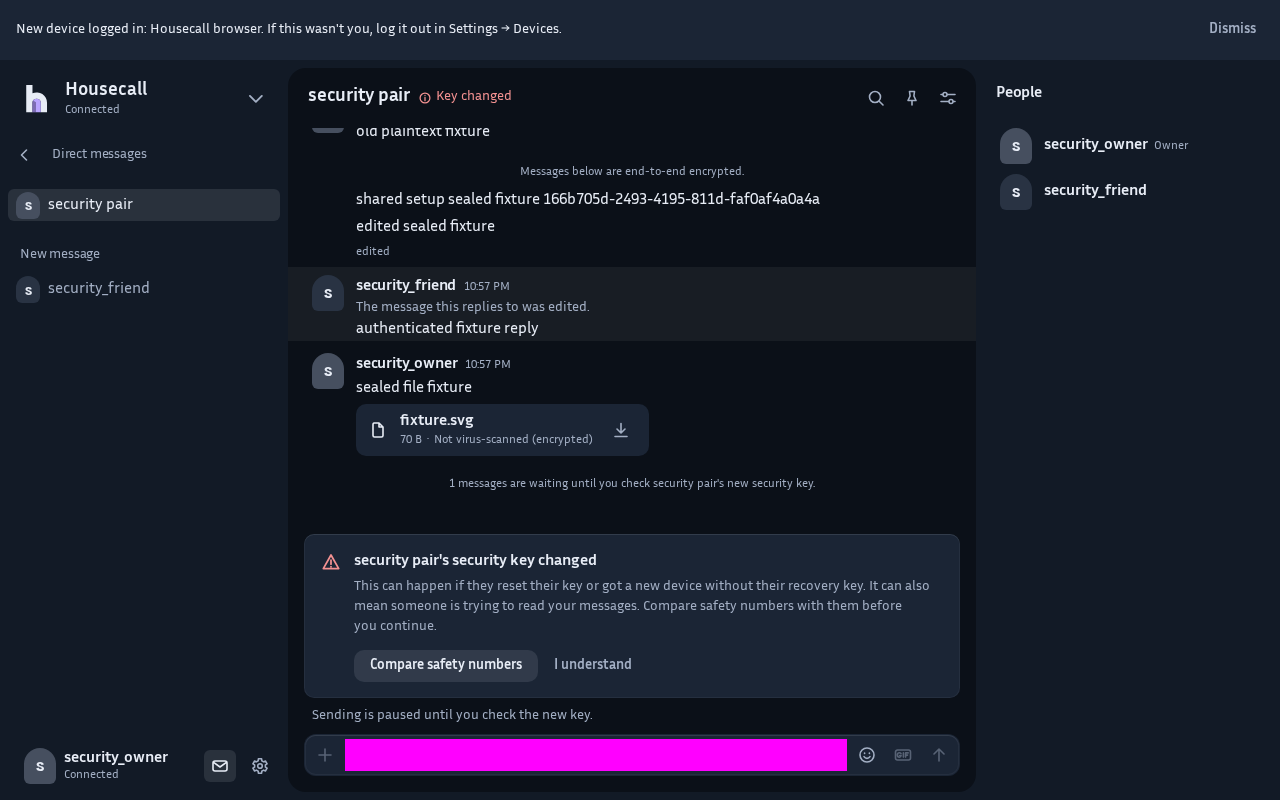 New device logged in: Housecall browser. If this wasn't you, log it out in Settings → Devices.
Dismiss
Housecall
Connected
Direct messages
S
security pair
New message
S
security_friend
S
security_owner
Connected
security pair
Key changed
old plaintext fixture
Messages below are end-to-end encrypted.
shared setup sealed fixture 166b705d-2493-4195-811d-faf0af4a0a4a
edited sealed fixture
edited
S
security_friend 10:57 PM
The message this replies to was edited.
authenticated fixture reply
S
security_owner 10:57 PM
sealed file fixture
fixture.svg
70 B · Not virus-scanned (encrypted)
1 messages are waiting until you check security pair's new security key.
security pair's security key changed
This can happen if they reset their key or got a new device without their recovery key. It can also
mean someone is trying to read your messages. Compare safety numbers with them before
you continue.
Compare safety numbers
I understand
Sending is paused until you check the new key.
GIF
People
S
security_owner Owner
S
security_friend